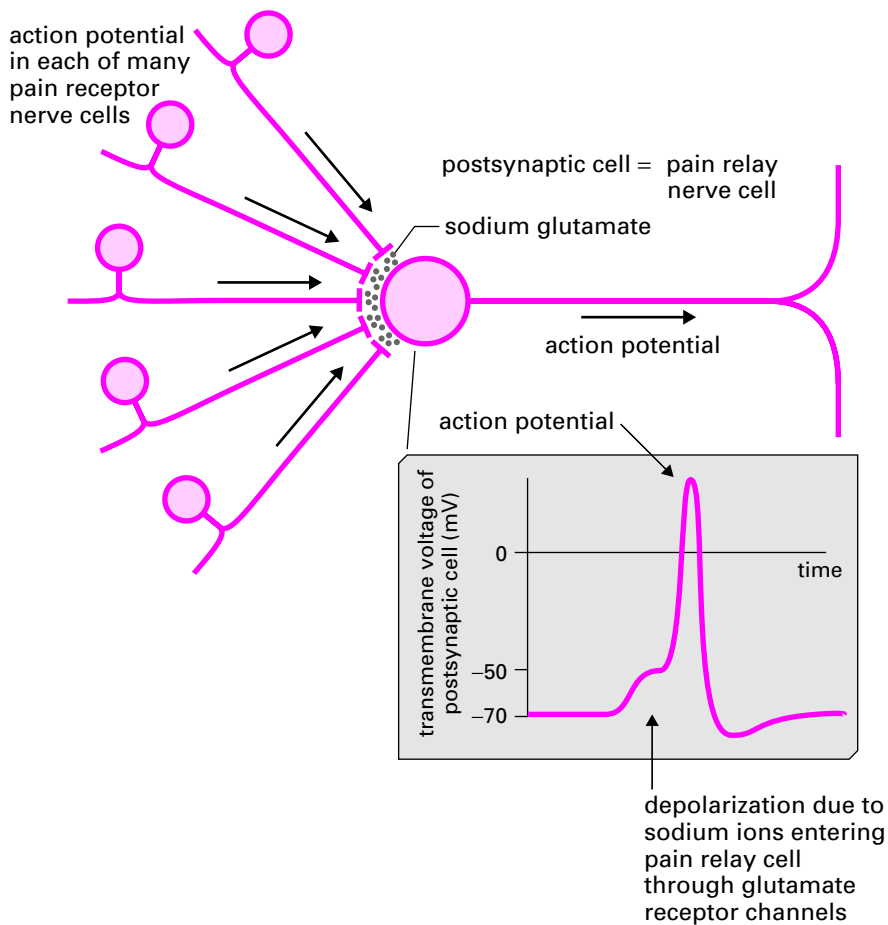 action potential
in each of many
pain receptor
nerve cells
postsynaptic cell = pain relay
nerve cell
sodium glutamate
action potential
action potential
transmembrane voltage of
postsynaptic cell (mV)
0
time
−50
−70
depolarization due to
sodium ions entering
pain relay cell
through glutamate
receptor channels